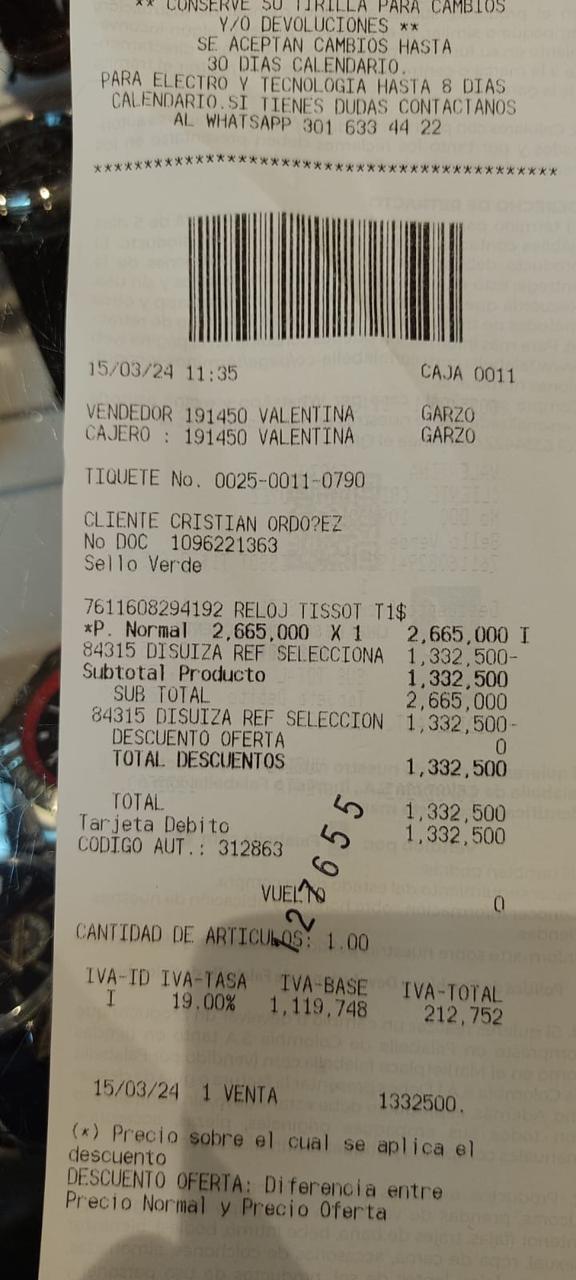 ** CONSERVE SU TIRILLA PARA CAMBIOS
Y/O DEVOLUCIONES **
SE ACEPTAN CAMBIOS HASTA
30 DIAS CALENDARIO.
PARA ELECTRO Y TECNOLOGIA HASTA 8 DIAS
CALENDARIO.SI TIENES DUDAS CONTACTANOS
AL WHATSAPP 301 633 44 22
*******************************************
15/03/24 11:35 CAJA 0011
VENDEDOR 191450 VALENTINA GARZO
CAJERO : 191450 VALENTINA GARZO
TIQUETE No. 0025-0011-0790
CLIENTE CRISTIAN ORDO?EZ
No DOC 1096221363
Sello Verde
7611608294192 RELOJ TISSOT T1$
*P. Normal 2,665,000 X 1 2,665,000 I
84315 DISUIZA REF SELECCIONA 1,332,500-
Subtotal Producto 1,332,500
SUB TOTAL 2,665,000
84315 DISUIZA REF SELECCION 1,332,500-
DESCUENTO OFERTA 0
TOTAL DESCUENTOS 1,332,500
TOTAL 1,332,500
Tarjeta Debito 1,332,500
CODIGO AUT.: 312863
VUELTO 0
127655
CANTIDAD DE ARTICULOS: 1.00
IVA-ID IVA-TASA IVA-BASE IVA-TOTAL
I 19.00% 1,119,748 212,752
15/03/24 1 VENTA 1332500.
(*) Precio sobre el cual se aplica el
descuento
DESCUENTO OFERTA: Diferencia entre
Precio Normal y Precio Oferta